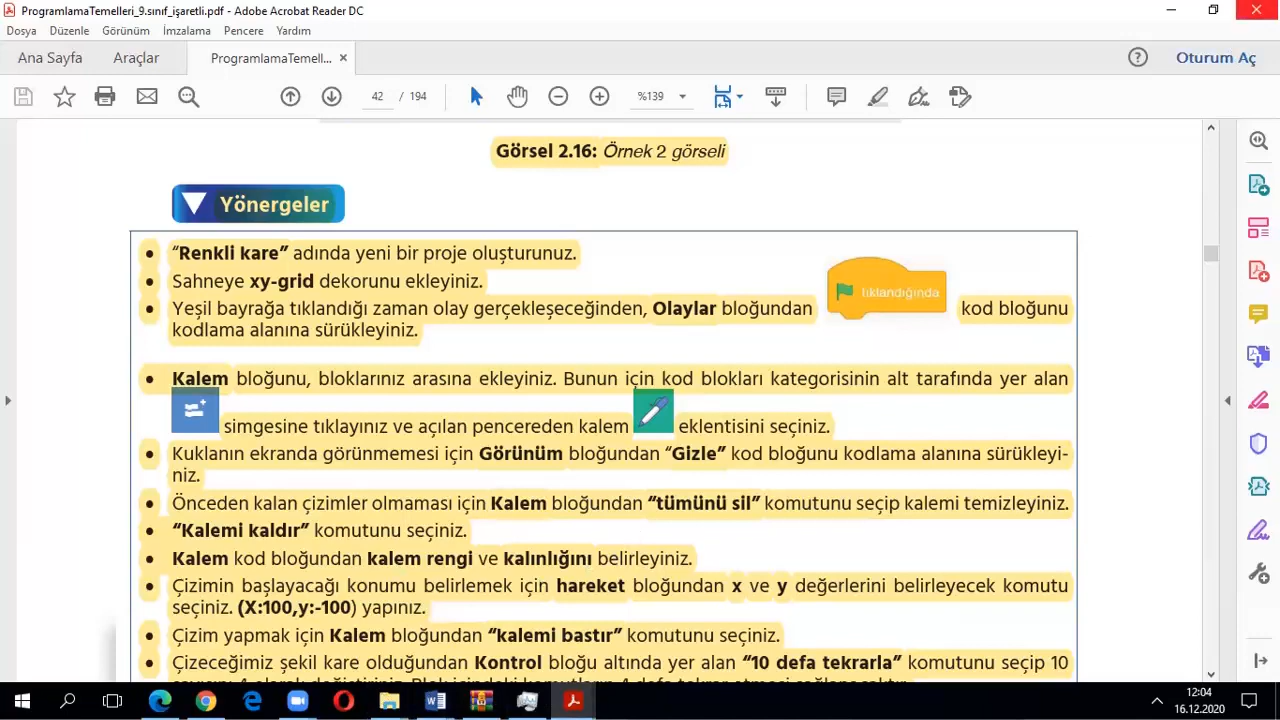 ProgramlamaTemelleri_9.sınıf_işaretli.pdf - Adobe Acrobat Reader DC
Dosya Düzenle Görünüm İmzalama Pencere Yardım
Ana Sayfa Araçlar ProgramlamaTemell... × ? Oturum Aç
42 / 194 %139
Görsel 2.16: Örnek 2 görseli
Yönergeler
• “Renkli kare” adında yeni bir proje oluşturunuz.
• Sahneye xy-grid dekorunu ekleyiniz.
tıklandığında
• Yeşil bayrağa tıklandığı zaman olay gerçekleşeceğinden, Olaylar bloğundan kod bloğunu
kodlama alanına sürükleyiniz.
• Kalem bloğunu, bloklarınız arasına ekleyiniz. Bunun için kod blokları kategorisinin alt tarafında yer alan
simgesine tıklayınız ve açılan pencereden kalem eklentisini seçiniz.
• Kuklanın ekranda görünmemesi için Görünüm bloğundan “Gizle” kod bloğunu kodlama alanına sürükleyi-
niz.
• Önceden kalan çizimler olmaması için Kalem bloğundan “tümünü sil” komutunu seçip kalemi temizleyiniz.
• “Kalemi kaldır” komutunu seçiniz.
• Kalem kod bloğundan kalem rengi ve kalınlığını belirleyiniz.
• Çizimin başlayacağı konumu belirlemek için hareket bloğundan x ve y değerlerini belirleyecek komutu
seçiniz. (X:100,y:-100) yapınız.
• Çizim yapmak için Kalem bloğundan “kalemi bastır” komutunu seçiniz.
• Çizeceğimiz şekil kare olduğundan Kontrol bloğu altında yer alan “10 defa tekrarla” komutunu seçip 10
12:04
16.12.2020